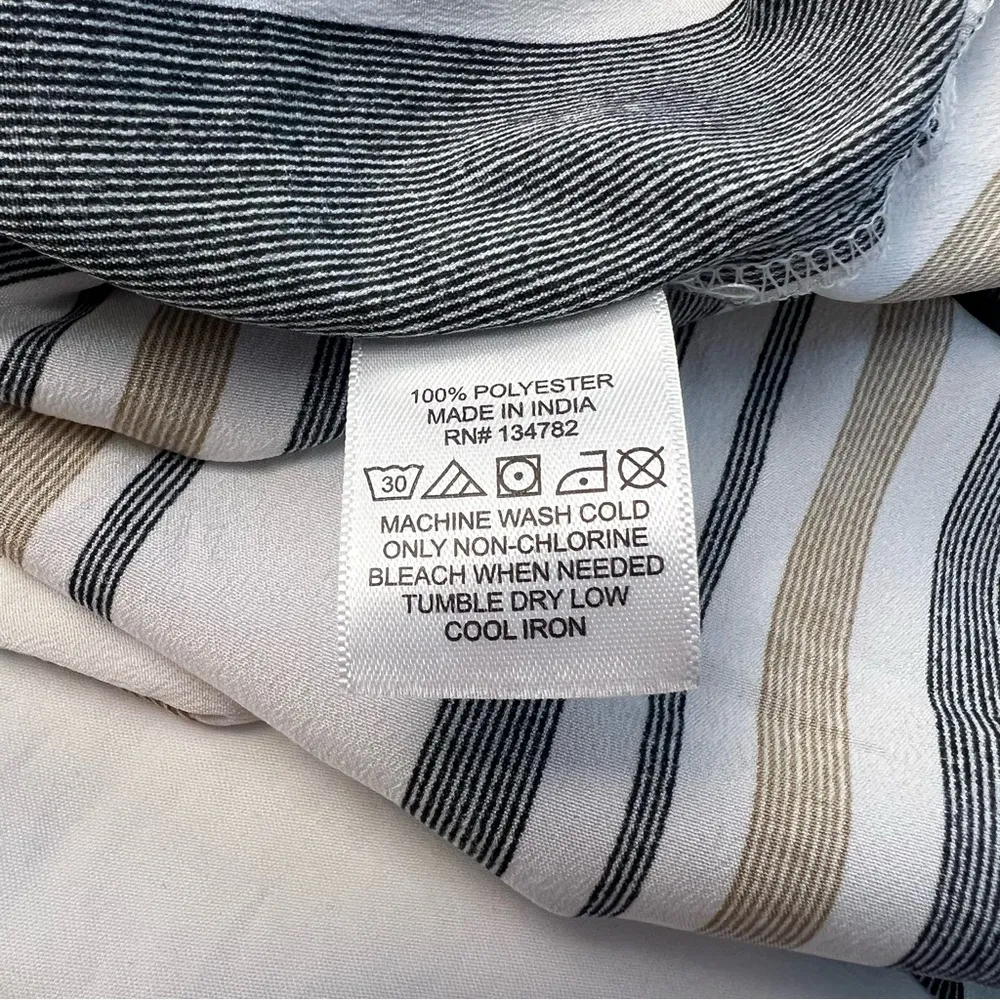 100% POLYESTER
MADE IN INDIA
RN# 134782
30
MACHINE WASH COLD
ONLY NON-CHLORINE
BLEACH WHEN NEEDED
TUMBLE DRY LOW
COOL IRON